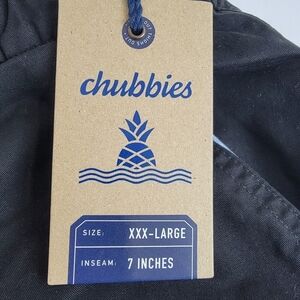 chubbies
SIZE: XXX-LARGE
INSEAM: 7 INCHES